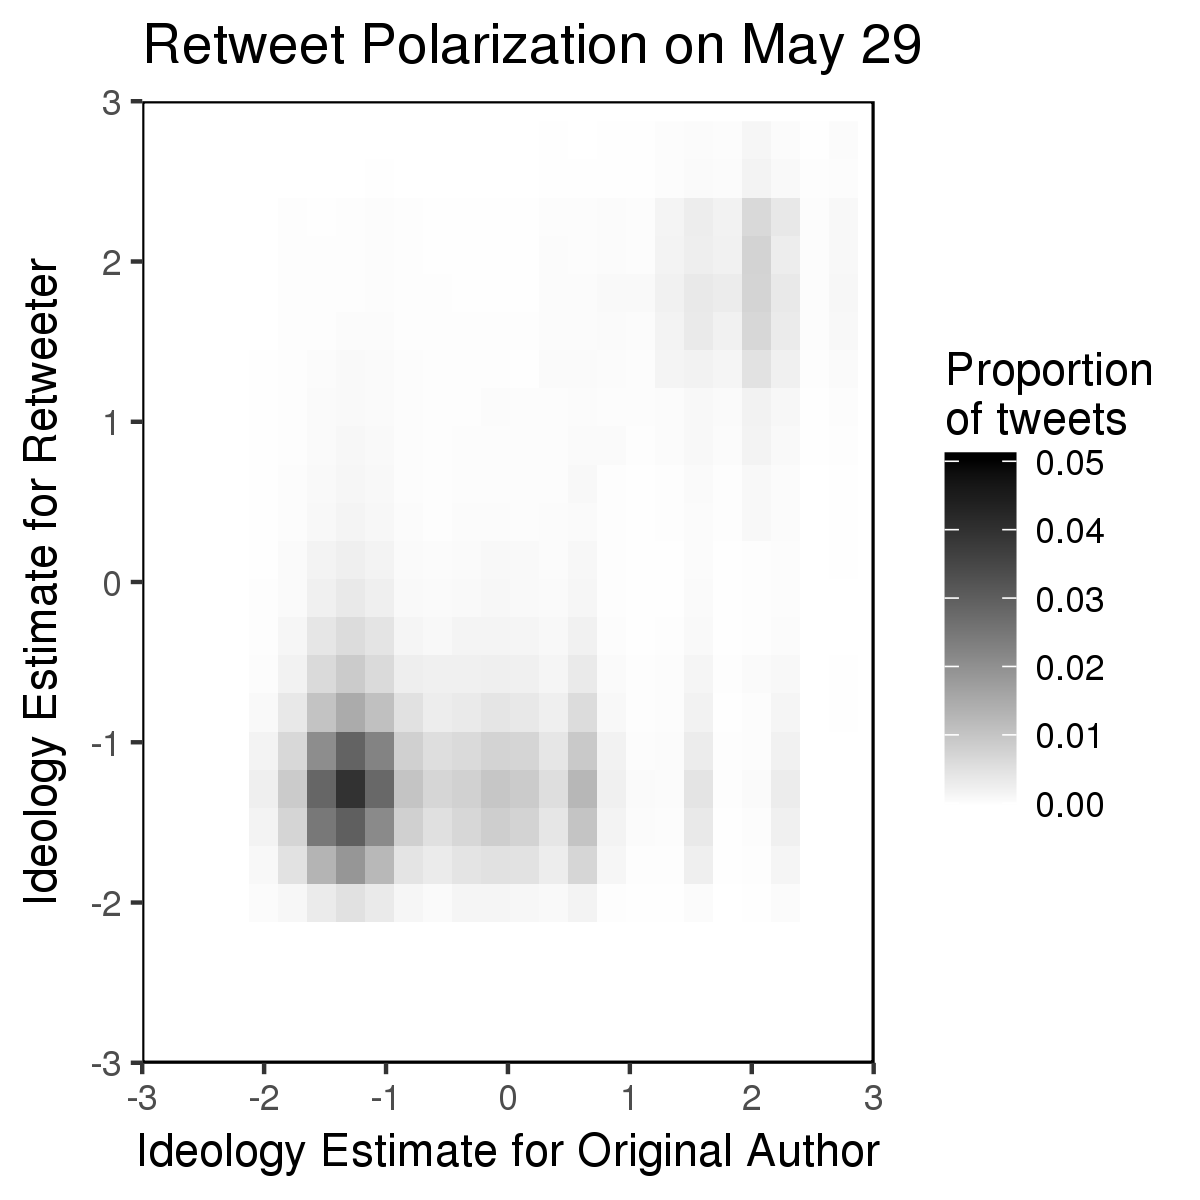 Retweet Polarization on May 29
3
2
1
0
-1
-2
-3
-3 -2 -1 0 1 2 3
Ideology Estimate for Retweeter
Ideology Estimate for Original Author
Proportion
of tweets
0.05
0.04
0.03
0.02
0.01
0.00